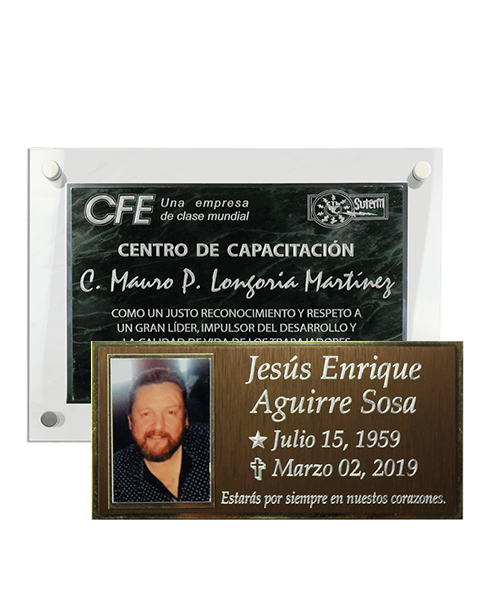 CFE Una empresa
de clase mundial
Suterm
CENTRO DE CAPACITACIÓN
C. Mauro P. Longoria Martínez
COMO UN JUSTO RECONOCIMIENTO Y RESPETO A
UN GRAN LÍDER, IMPULSOR DEL DESARROLLO Y
LA CALIDAD DE VIDA DE LOS TRABAJADORES
Jesús Enrique
Aguirre Sosa
Julio 15, 1959
Marzo 02, 2019
Estarás por siempre en nuestos corazones.